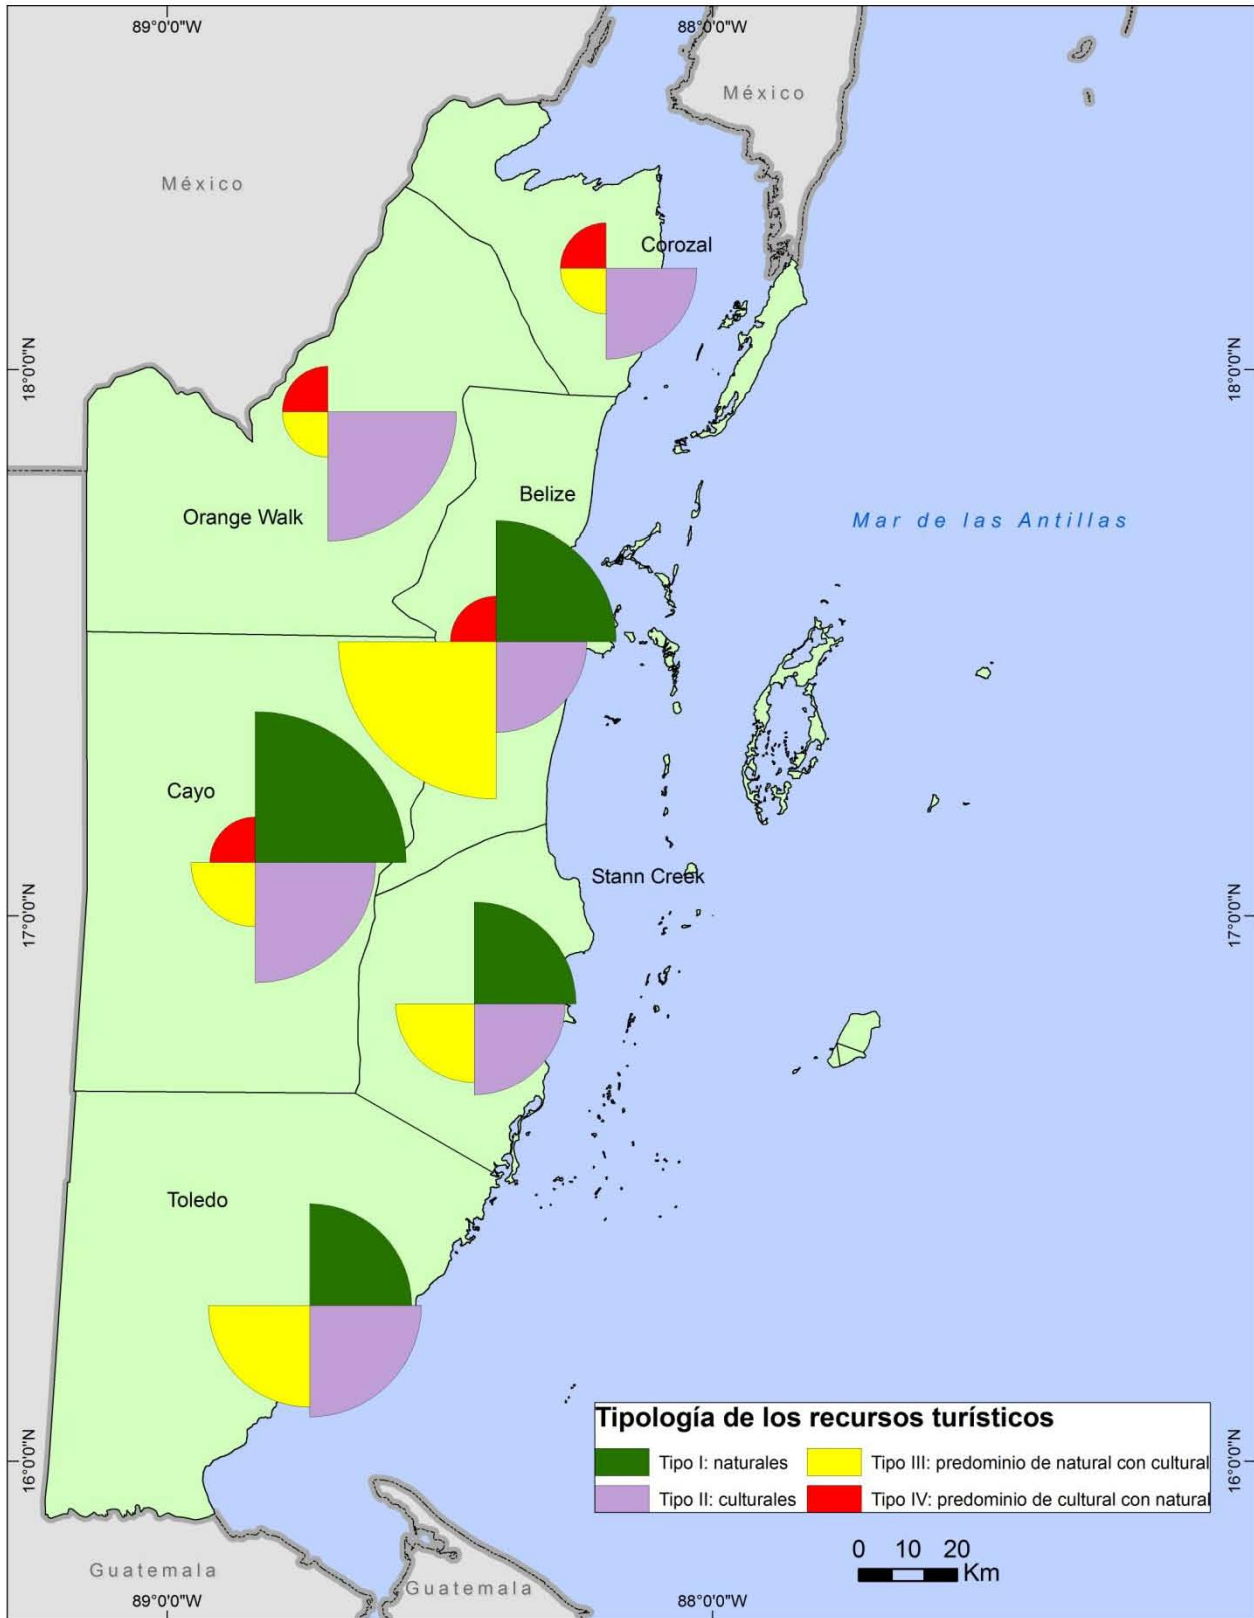 89°0'0"W
88°0'0"W
México
México
Corozal
18°0'0"N
18°0'0"N
Belize
Orange Walk
Mar de las Antillas
Cayo
Stann Creek
17°0'0"N
17°0'0"N
Toledo
Tipología de los recursos turísticos
Tipo I: naturales
Tipo III: predominio de natural con cultural
Tipo II: culturales
Tipo IV: predominio de cultural con natural
16°0'0"N
16°0'0"N
0 10 20
Km
Guatemala
Guatemala
89°0'0"W
88°0'0"W